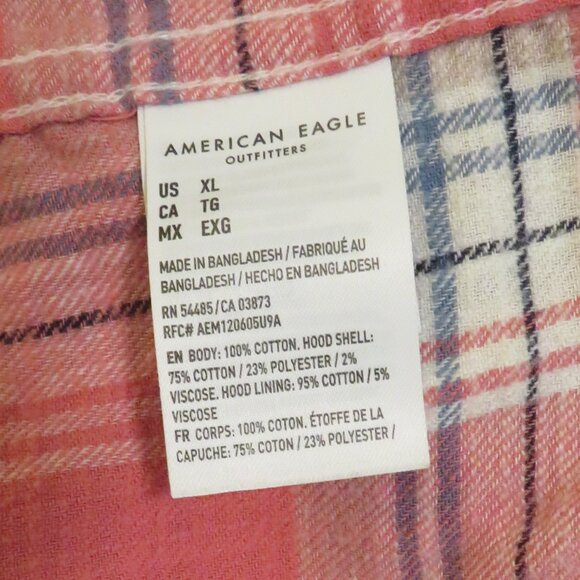 AMERICAN EAGLE
OUTFITTERS
US XL
CA TG
MX EXG
MADE IN BANGLADESH / FABRIQUÉ AU
BANGLADESH / HECHO EN BANGLADESH
RN 54485 / CA 03873
RFC# AEM120605U9A
EN BODY: 100% COTTON. HOOD SHELL:
75% COTTON / 23% POLYESTER / 2%
VISCOSE. HOOD LINING: 95% COTTON / 5%
VISCOSE
FR CORPS: 100% COTON. ÉTOFFE DE LA
CAPUCHE: 75% COTON / 23% POLYESTER /